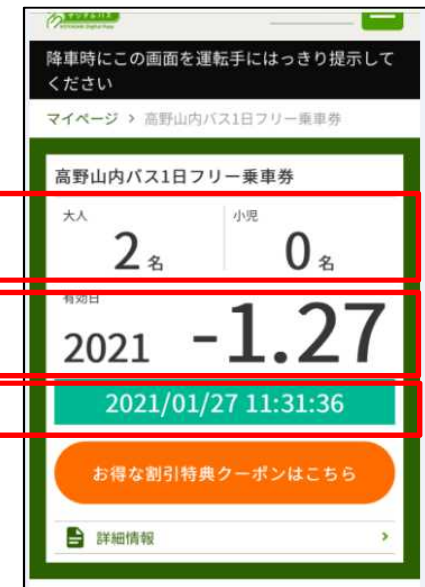 降車時にこの画面を運転手にはっきり提示して
ください
マイページ > 高野山内バス1日フリー乗車券
高野山内バス1日フリー乗車券
大人 小児
2名 0名
有効日
2021 -1.27
2021/01/27 11:31:36
お得な割引特典クーポンはこちら
詳細情報 >